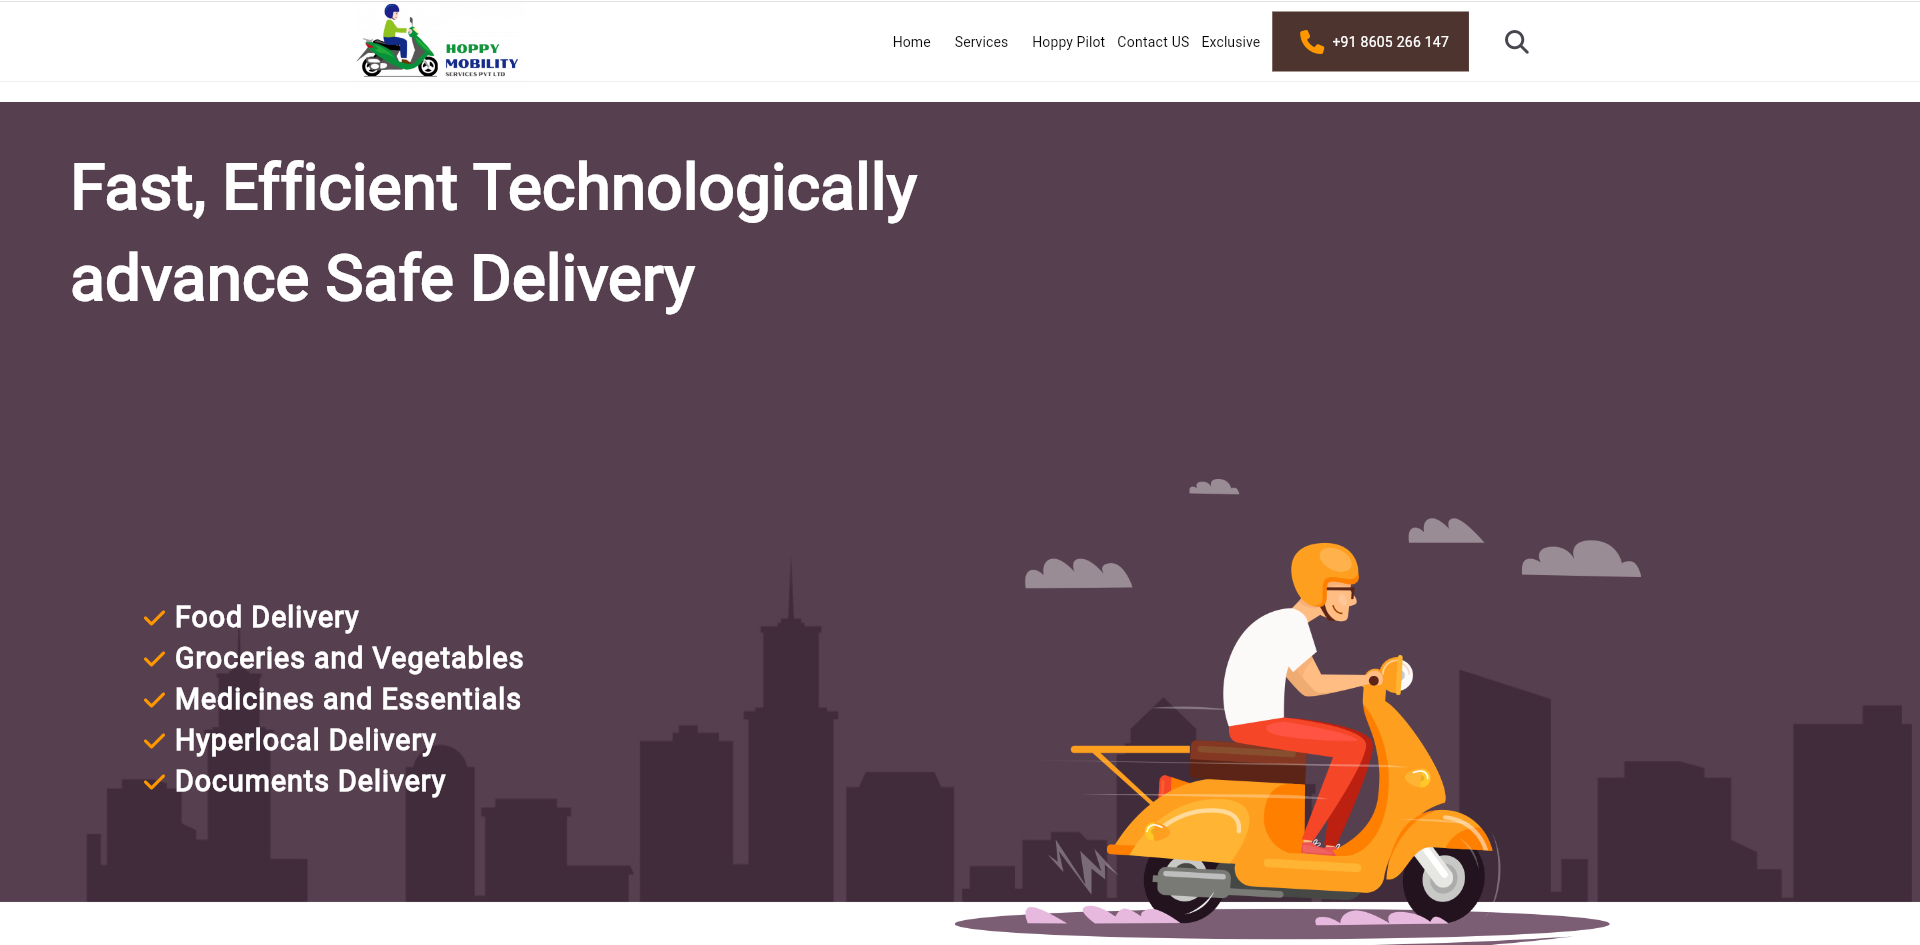 HOPPY
MOBILITY
SERVICES PVT LTD
Home Services Hoppy Pilot Contact US Exclusive +91 8605 266 147
Fast, Efficient Technologically
advance Safe Delivery
Food Delivery
Groceries and Vegetables
Medicines and Essentials
Hyperlocal Delivery
Documents Delivery